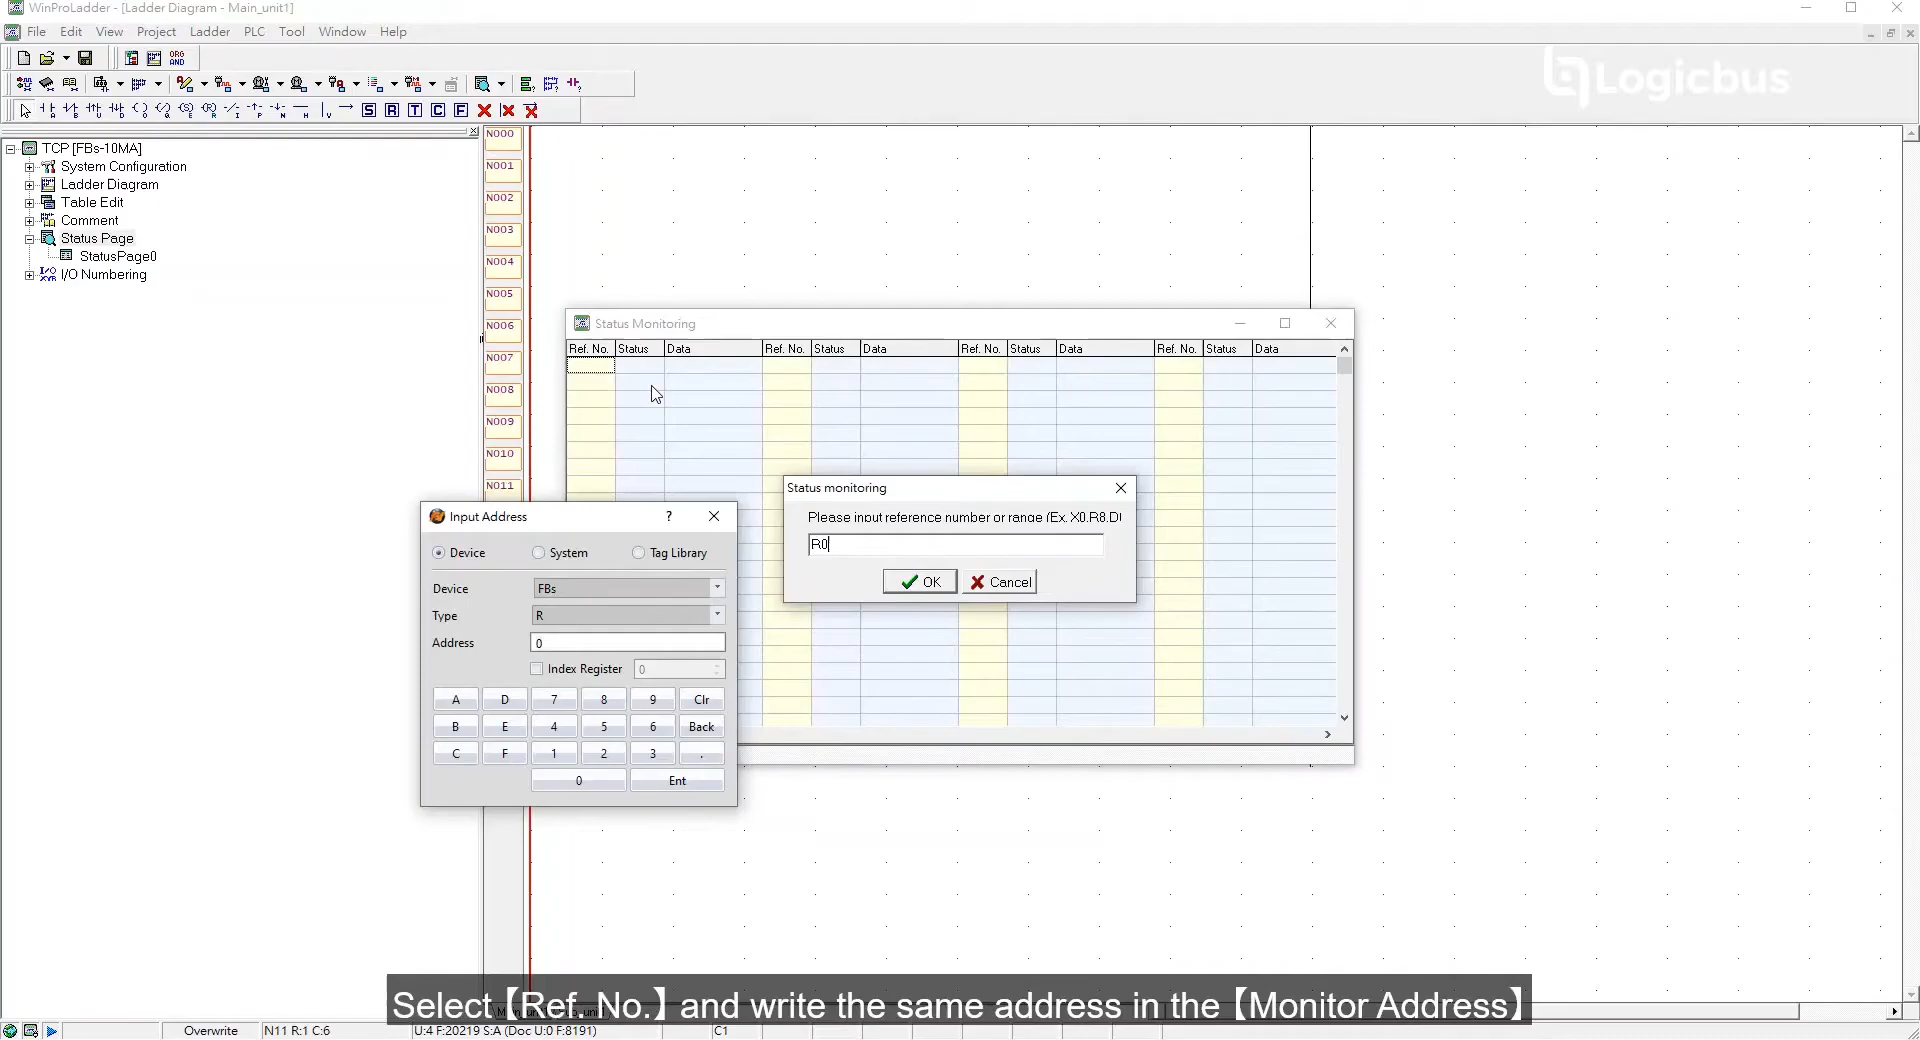 WinProLadder - [Ladder Diagram - Main_unit1]
File Edit View Project Ladder PLC Tool Window Help
ORG
AND
Logicbus
S R T C F
TCP [FBs-10MA]
System Configuration
Ladder Diagram
Table Edit
Comment
Status Page
StatusPage0
I/O Numbering
N000
N001
N002
N003
N004
N005
N006
N007
N008
N009
N010
N011
Status Monitoring
Ref. No. Status Data Ref. No. Status Data Ref. No. Status Data Ref. No. Status Data
Status monitoring
Please input reference number or range (Ex. X0,R8,D(
R0
OK Cancel
Input Address ?
Device System Tag Library
Device FBs
Type R
Address 0
Index Register 0
A D 7 8 9 Clr
B E 4 5 6 Back
C F 1 2 3 .
0 Ent
Select【Ref. No.】and write the same address in the【Monitor Address】
Overwrite N11 R:1 C:6 U:4 F:20219 S:A (Doc U:0 F:8191) C1